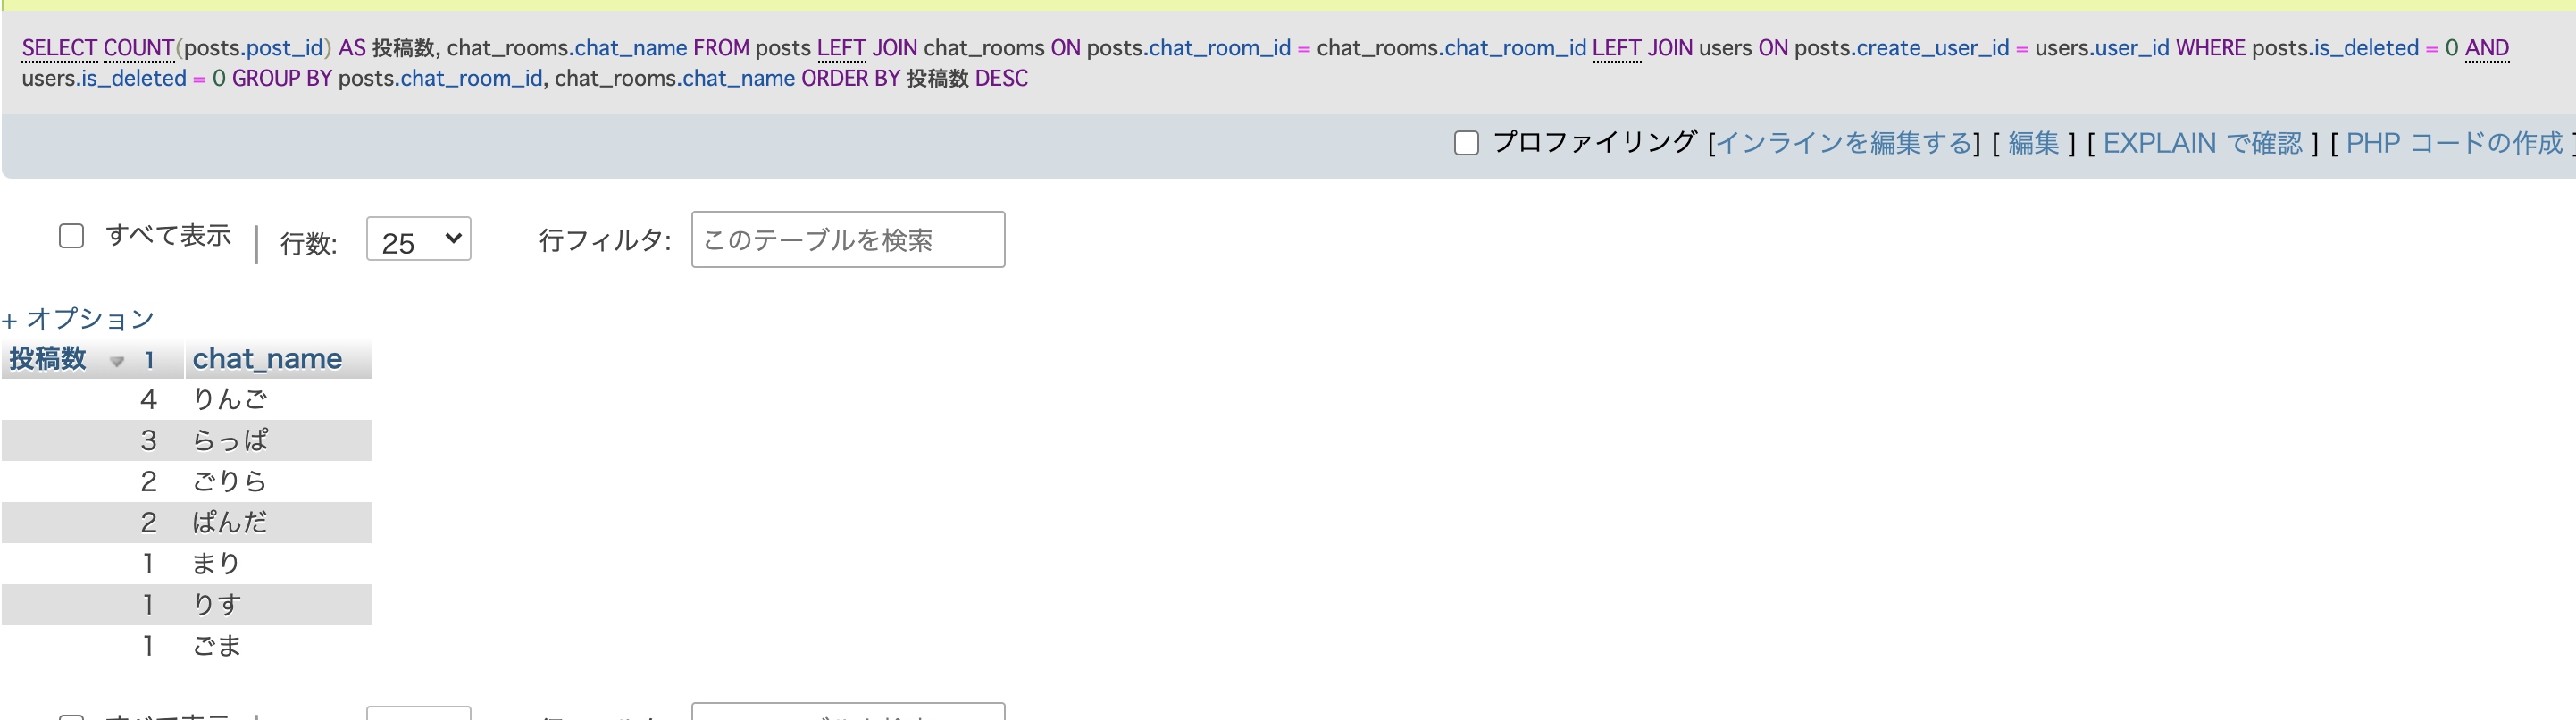 SELECT COUNT(posts.post_id) AS 投稿数, chat_rooms.chat_name FROM posts LEFT JOIN chat_rooms ON posts.chat_room_id = chat_rooms.chat_room_id LEFT JOIN users ON posts.create_user_id = users.user_id WHERE posts.is_deleted = 0 AND
users.is_deleted = 0 GROUP BY posts.chat_room_id, chat_rooms.chat_name ORDER BY 投稿数 DESC
プロファイリング [インラインを編集する] [ 編集 ] [ EXPLAIN で確認 ] [ PHP コードの作成 ]
すべて表示 | 行数: 25 行フィルタ: このテーブルを検索
+ オプション
投稿数 1 chat_name
4 りんご
3 らっぱ
2 ごりら
2 ぱんだ
1 まり
1 りす
1 ごま